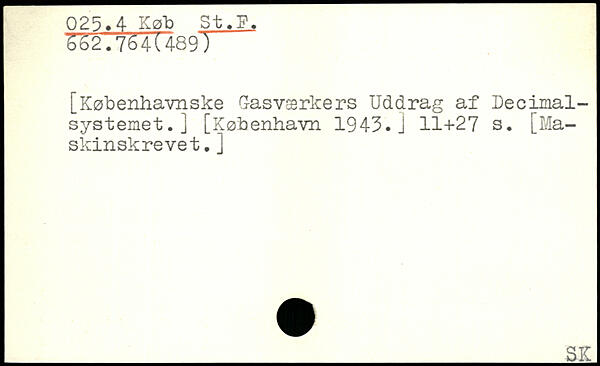 025.4 Køb St.F.
662.764(489)
[Københavnske Gasværkers Uddrag af Decimal-
systemet.] [København 1943.] 11+27 s. [Ma-
skinskrevet.]
SK